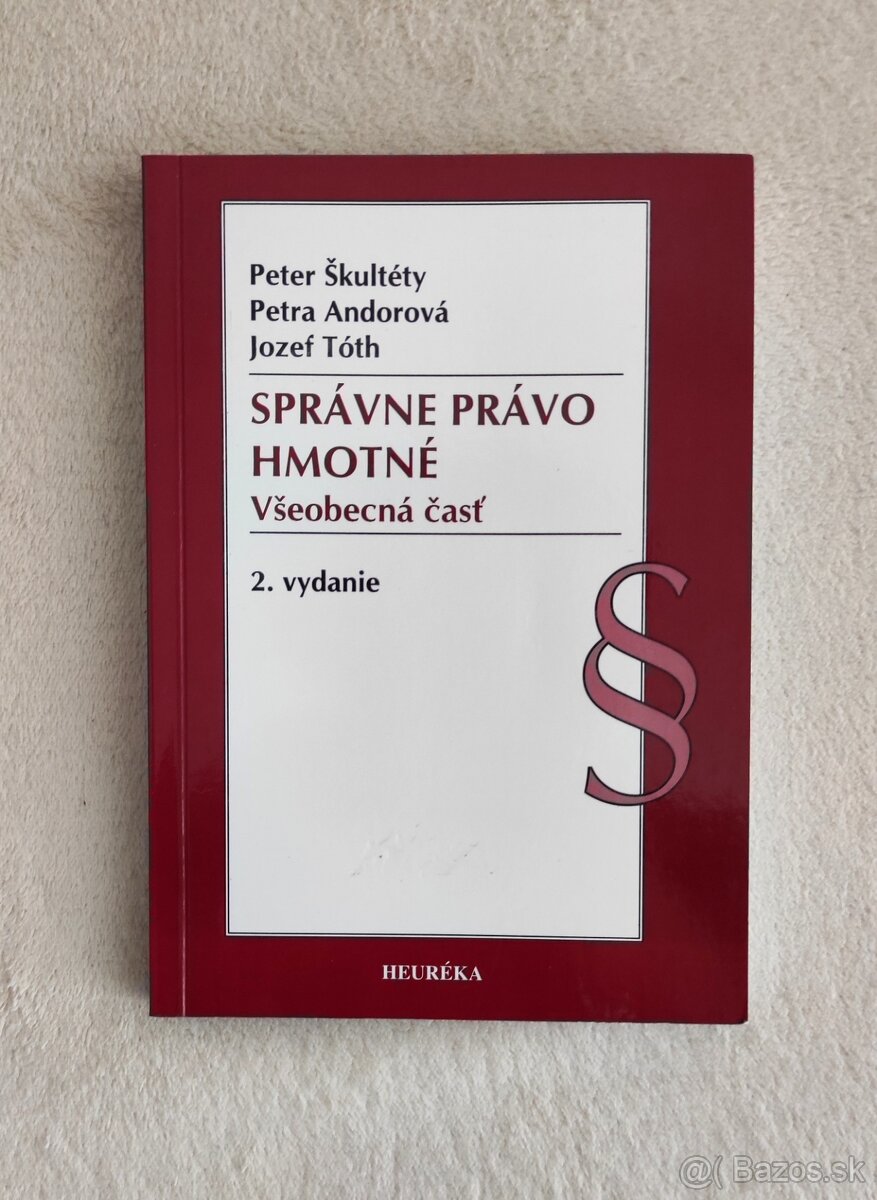 Peter Škultéty
Petra Andorová
Jozef Tóth
SPRÁVNE PRÁVO
HMOTNÉ
Všeobecná časť
2. vydanie
§
HEURÉKA
@( Bazos.sk